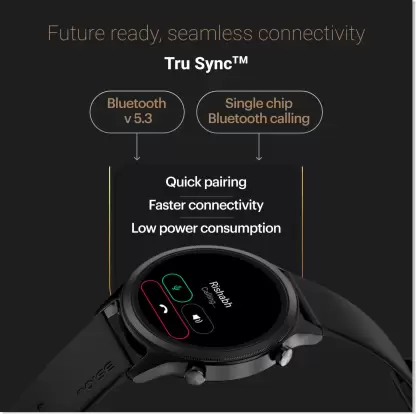 Future ready, seamless connectivity
Tru Sync™
Bluetooth
v 5.3
Single chip
Bluetooth calling
Quick pairing
Faster connectivity
Low power consumption
Rishabh
Calling...
noise